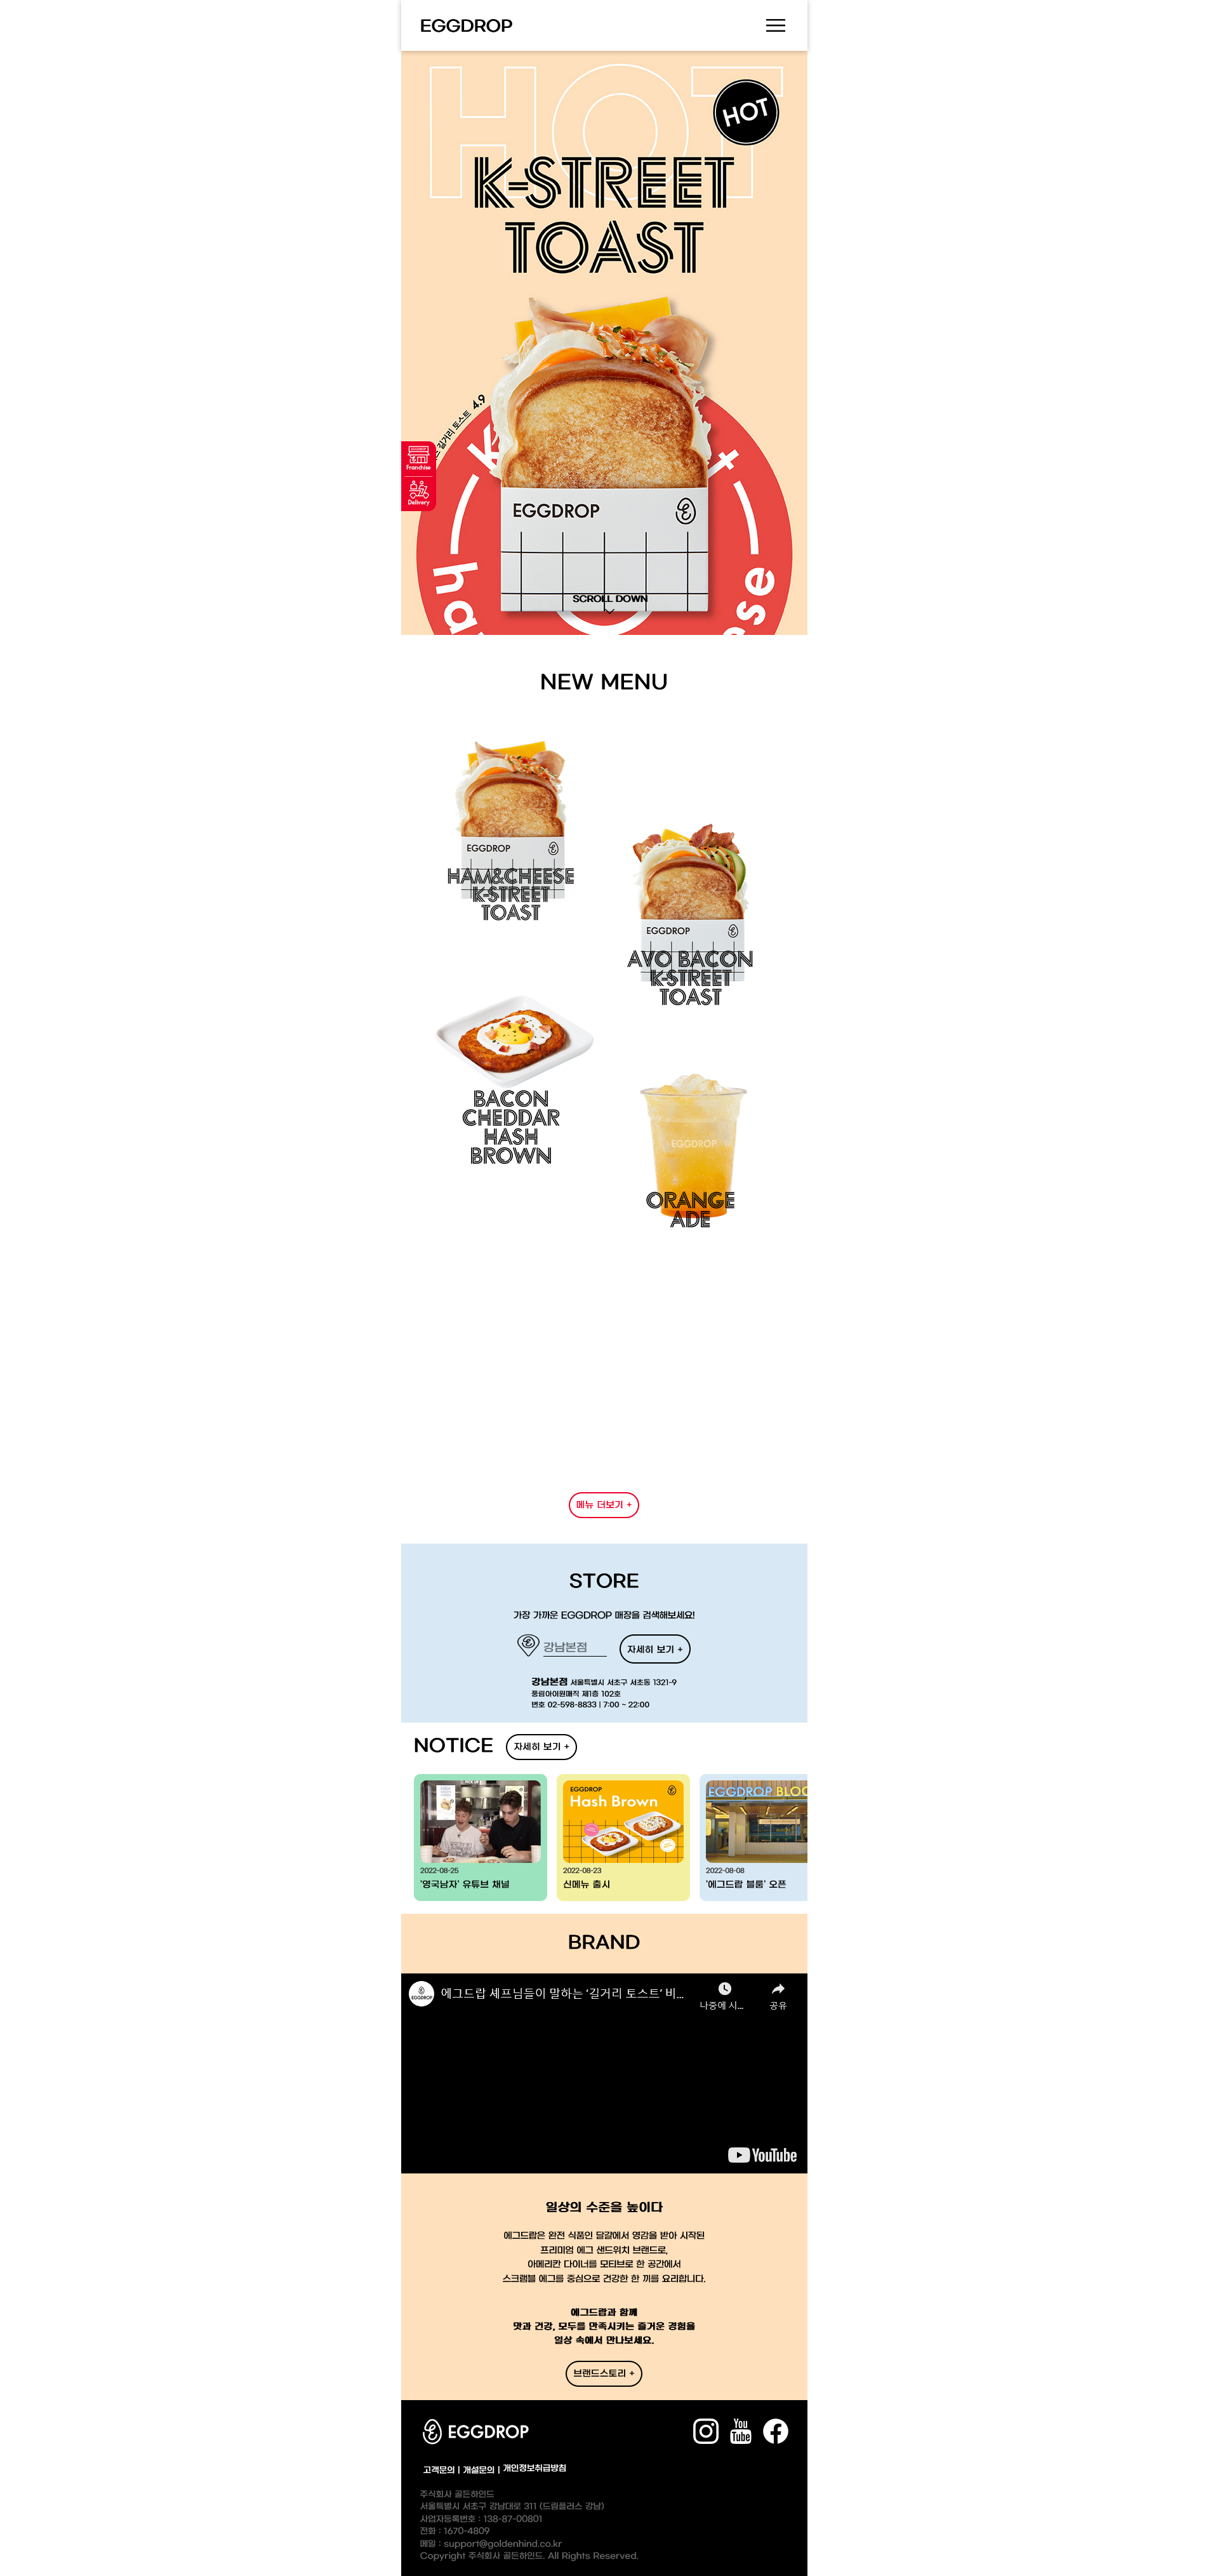 EGGDROP
HOT
HOT
K-STREET
TOAST
길거리 토스트 4.9
EGGDROP
Franchise
Delivery
SCROLL DOWN
NEW MENU
EGGDROP
HAM&CHEESE
K-STREET
TOAST
EGGDROP
AVO BACON
K-STREET
TOAST
BACON
CHEDDAR
HASH
BROWN
EGGDROP
ORANGE
ADE
메뉴 더보기 +
STORE
가장 가까운 EGGDROP 매장을 검색해보세요!
강남본점
자세히 보기 +
강남본점 서울특별시 서초구 서초동 1321-9
풍림아이원매직 제1층 102호
번호 02-598-8833 | 7:00 ~ 22:00
NOTICE
자세히 보기 +
EGGDROP
Hash Brown
EGGDROP BLOO
2022-08-25
'영국남자' 유튜브 채널
2022-08-23
신메뉴 출시
2022-08-08
'에그드랍 블룸' 오픈
BRAND
EGGDROP
에그드랍 셰프님들이 말하는 '길거리 토스트' 비...
나중에 시...
공유
YouTube
일상의 수준을 높이다
에그드랍은 완전 식품인 달걀에서 영감을 받아 시작된
프리미엄 에그 샌드위치 브랜드로,
아메리칸 다이너를 모티브로 한 공간에서
스크램블 에그를 중심으로 건강한 한 끼를 요리합니다.
에그드랍과 함께
맛과 건강, 모두를 만족시키는 즐거운 경험을
일상 속에서 만나보세요.
브랜드스토리 +
EGGDROP
You
Tube
고객문의 | 개설문의 | 개인정보취급방침
주식회사 골든하인드
서울특별시 서초구 강남대로 311 (드림플러스 강남)
사업자등록번호 : 138-87-00801
전화 : 1670-4809
메일 : support@goldenhind.co.kr
Copyright 주식회사 골든하인드. All Rights Reserved.